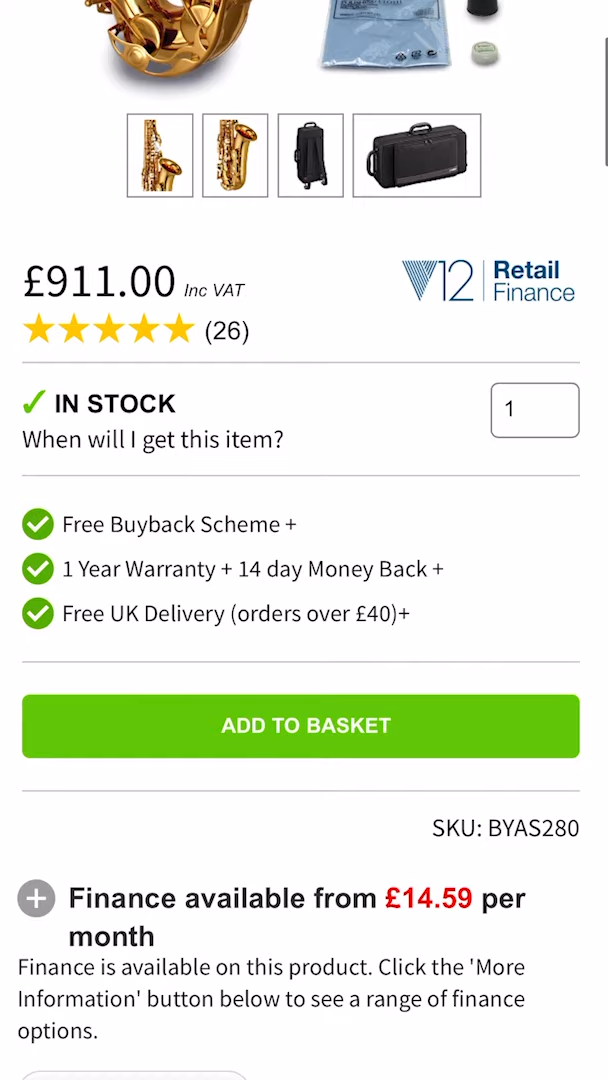 £911.00 Inc VAT
V12 Retail Finance
(26)
✓ IN STOCK
1
When will I get this item?
Free Buyback Scheme +
1 Year Warranty + 14 day Money Back +
Free UK Delivery (orders over £40)+
ADD TO BASKET
SKU: BYAS280
Finance available from £14.59 per
month
Finance is available on this product. Click the 'More
Information' button below to see a range of finance
options.